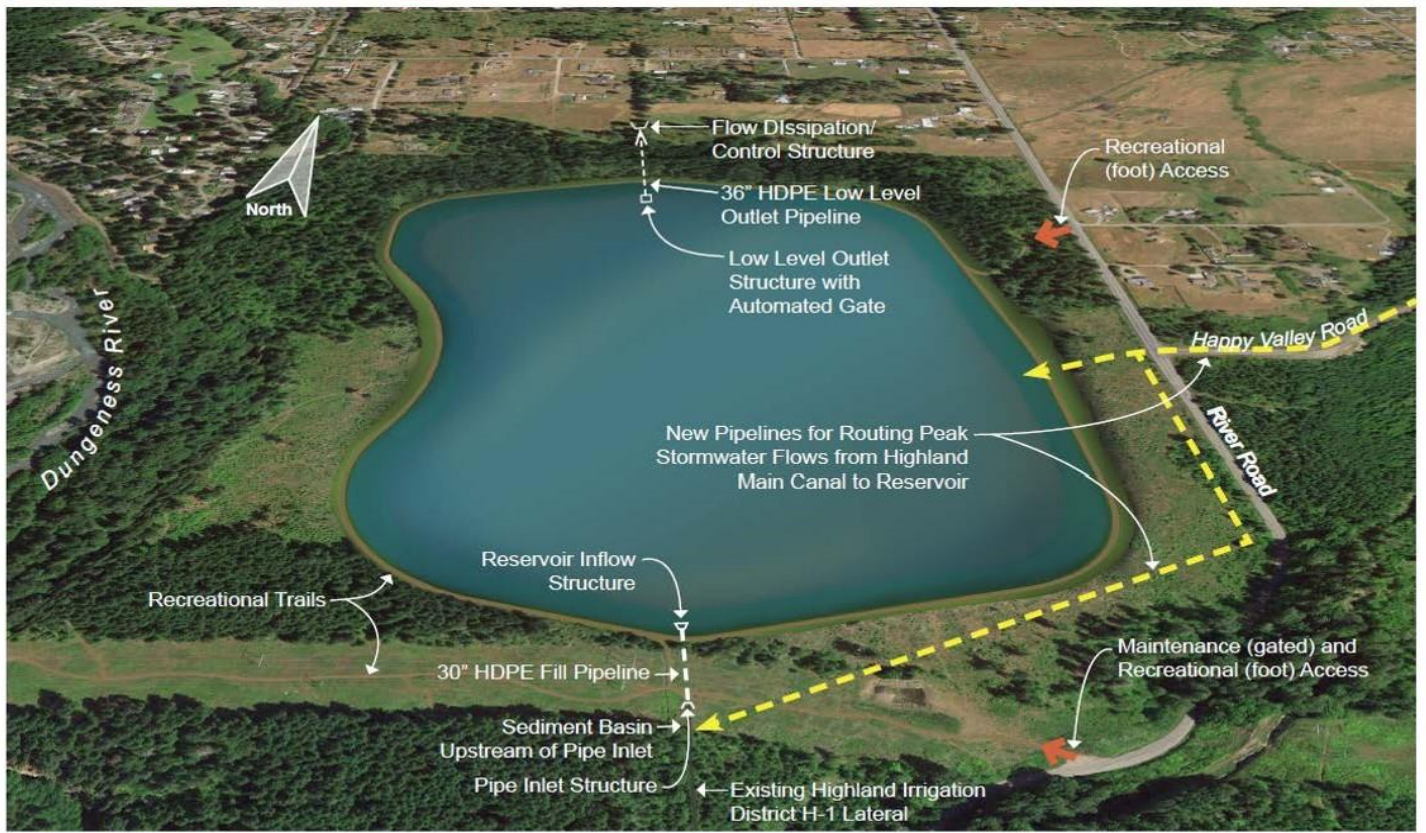 Flow DIssipation/
Control Structure
Recreational
(foot) Access
36” HDPE Low Level
Outlet Pipeline
North
Low Level Outlet
Structure with
Automated Gate
Dungeness River
Happy Valley Road
River Road
New Pipelines for Routing Peak
Stormwater Flows from Highland
Main Canal to Reservoir
Reservoir Inflow
Structure
Recreational Trails
Maintenance (gated) and
Recreational (foot) Access
30” HDPE Fill Pipeline
Sediment Basin
Upstream of Pipe Inlet
Pipe Inlet Structure
Existing Highland Irrigation
District H-1 Lateral